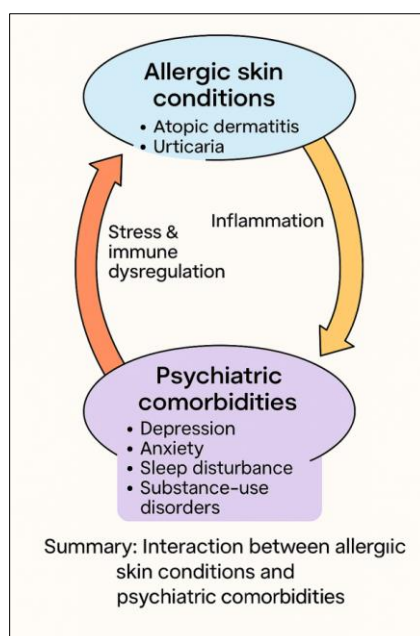 Allergic skin
conditions
• Atopic dermatitis
• Urticaria
Inflammation
Stress &
immune
dysregulation
Psychiatric
comorbidities
• Depression
• Anxiety
• Sleep disturbance
• Substance-use
disorders
Summary: Interaction between allergiic
skin conditions and
psychiatric comorbidities